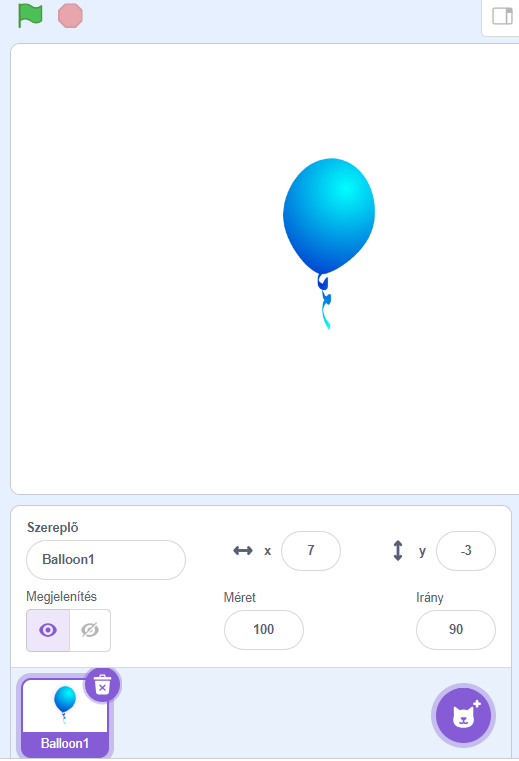 Szereplő
Balloon1
x
7
y
-3
Megjelenítés
Méret
Irány
100
90
Balloon1